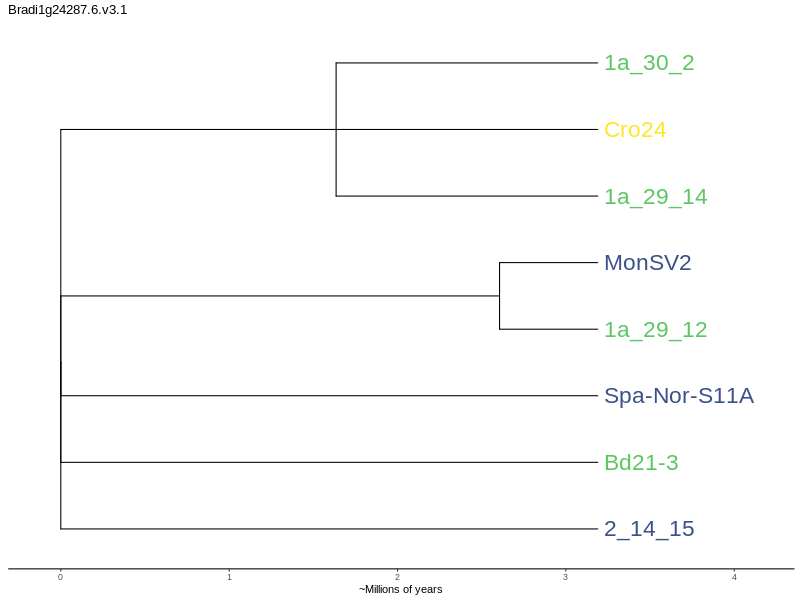 Bradi1g24287.6.v3.1
1a_30_2
Cro24
1a_29_14
MonSV2
1a_29_12
Spa-Nor-S11A
Bd21-3
2_14_15
0 1 2 3 4
~Millions of years